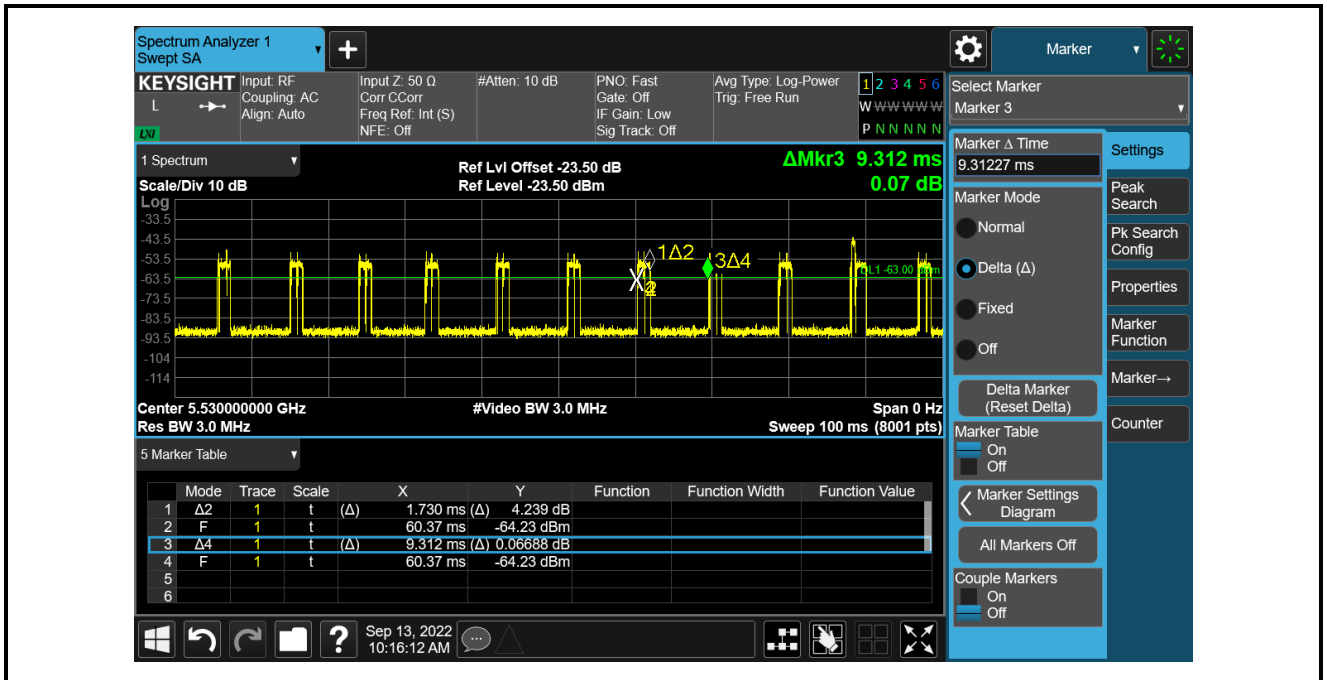 Spectrum Analyzer 1
Swept SA
Marker
KEYSIGHT
L
LXI
Input: RF
Coupling: AC
Align: Auto
Input Z: 50 Ω
Corr CCorr
Freq Ref: Int (S)
NFE: Off
#Atten: 10 dB
PNO: Fast
Gate: Off
IF Gain: Low
Sig Track: Off
Avg Type: Log-Power
Trig: Free Run
1 2 3 4 5 6
W W W W W W
P N N N N N
1 Spectrum
Scale/Div 10 dB
Ref Lvl Offset -23.50 dB
Ref Level -23.50 dBm
ΔMkr3 9.312 ms
0.07 dB
Log
-33.5
-43.5
-53.5
-63.5
-73.5
-83.5
-93.5
-104
-114
1Δ2
3Δ4
DL1 -63.00 dBm
Center 5.530000000 GHz
Res BW 3.0 MHz
#Video BW 3.0 MHz
Span 0 Hz
Sweep 100 ms (8001 pts)
5 Marker Table
Mode Trace Scale X Y Function Function Width Function Value
1 Δ2 1 t (Δ) 1.730 ms (Δ) 4.239 dB
2 F 1 t 60.37 ms -64.23 dBm
3 Δ4 1 t (Δ) 9.312 ms (Δ) 0.06688 dB
4 F 1 t 60.37 ms -64.23 dBm
5
6
?
Sep 13, 2022
10:16:12 AM
Select Marker
Marker 3
Marker Δ Time
9.31227 ms
Marker Mode
Normal
Delta (Δ)
Fixed
Off
Delta Marker
(Reset Delta)
Marker Table
On
Off
Marker Settings
Diagram
All Markers Off
Couple Markers
On
Off
Settings
Peak
Search
Pk Search
Config
Properties
Marker
Function
Marker→
Counter